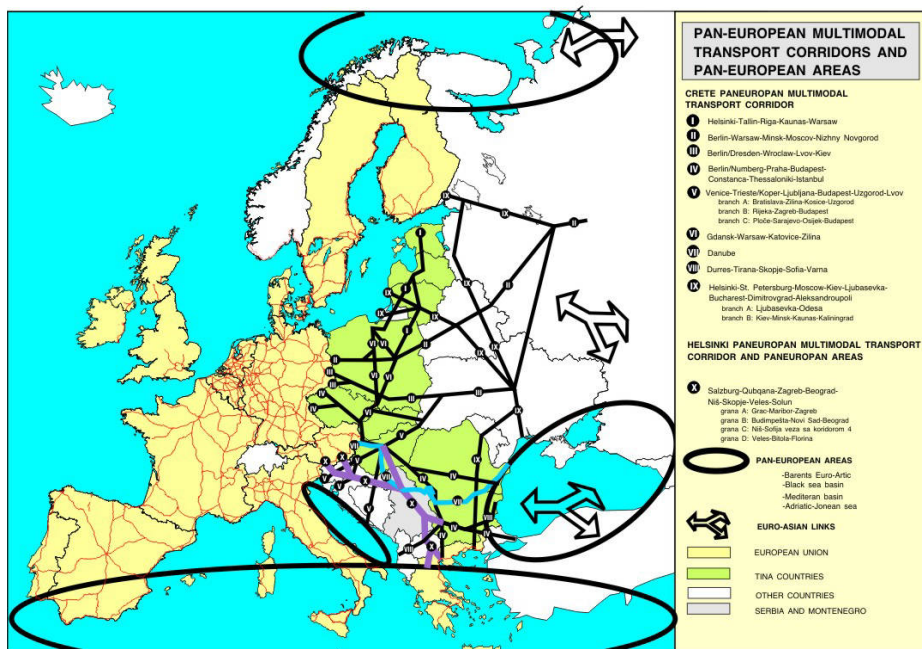 PAN-EUROPEAN MULTIMODAL
TRANSPORT CORRIDORS AND
PAN-EUROPEAN AREAS
CRETE PANEUROPAN MULTIMODAL
TRANSPORT CORRIDOR
I Helsinki-Tallin-Riga-Kaunas-Warsaw
II Berlin-Warsaw-Minsk-Moscov-Nizhny Novgorod
III Berlin/Dresden-Wroclaw-Lvov-Kiev
IV Berlin/Numberg-Praha-Budapest-
Constanca-Thessaloniki-Istanbul
V Venice-Trieste/Koper-Ljubljana-Budapest-Uzgorod-Lvov
branch A: Bratislava-Zilina-Kosice-Uzgorod
branch B: Rijeka-Zagreb-Budapest
branch C: Ploče-Sarajevo-Osijek-Budapest
VI Gdansk-Warsaw-Katovice-Zilina
VII Danube
VIII Durres-Tirana-Skopje-Sofia-Varna
IX Helsinki-St. Petersburg-Moscow-Kiev-Ljubasevka-
Bucharest-Dimitrovgrad-Aleksandroupoli
branch A: Ljubasevka-Odesa
branch B: Kiev-Minsk-Kaunas-Kaliningrad
HELSINKI PANEUROPAN MULTIMODAL TRANSPORT
CORRIDOR AND PANEUROPAN AREAS
X Salzburg-Qubqana-Zagreb-Beograd-
Niš-Skopje-Veles-Solun
grana A: Grac-Maribor-Zagreb
grana B: Budimpešta-Novi Sad-Beograd
grana C: Niš-Sofija veza sa koridorom 4
grana D: Veles-Bitola-Florina
PAN-EUROPEAN AREAS
-Barents Euro-Artic
-Black sea basin
-Mediteran basin
-Adriatic-Jonean sea
EURO-ASIAN LINKS
EUROPEAN UNION
TINA COUNTRIES
OTHER COUNTRIES
SERBIA AND MONTENEGRO